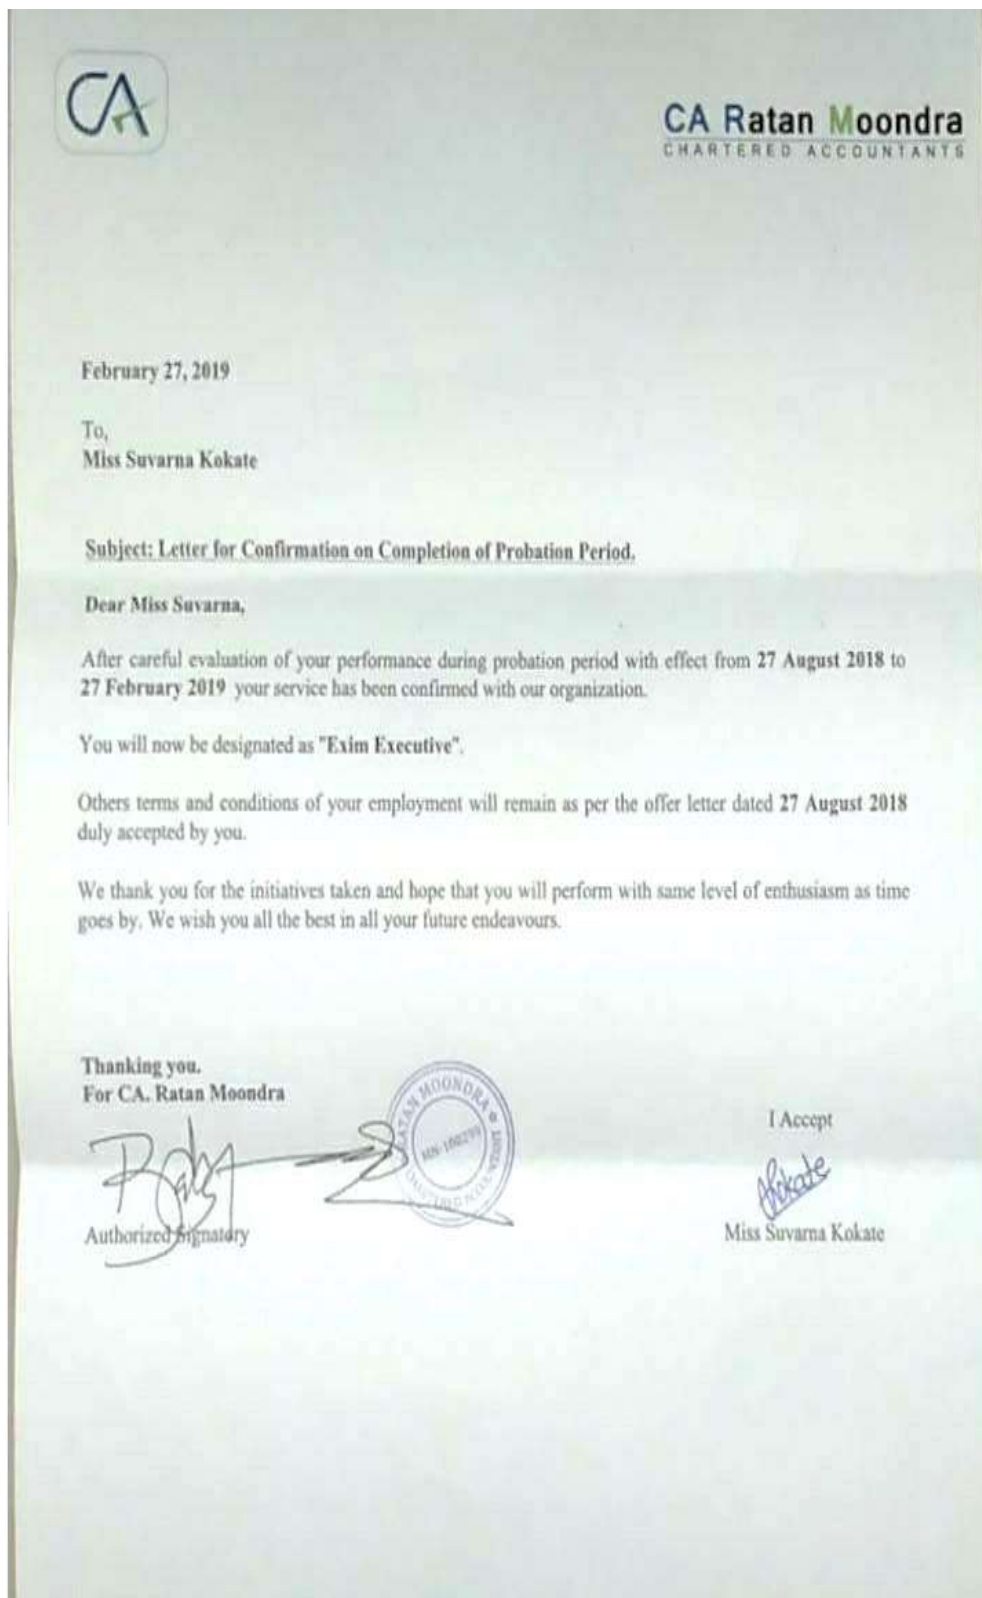 CA
CA Ratan Moondra
CHARTERED ACCOUNTANTS
February 27, 2019
To,
Miss Suvarna Kokate
Subject: Letter for Confirmation on Completion of Probation Period.
Dear Miss Suvarna,
After careful evaluation of your performance during probation period with effect from 27 August 2018 to
27 February 2019 your service has been confirmed with our organization.
You will now be designated as "Exim Executive".
Others terms and conditions of your employment will remain as per the offer letter dated 27 August 2018
duly accepted by you.
We thank you for the initiatives taken and hope that you will perform with same level of enthusiasm as time
goes by. We wish you all the best in all your future endeavours.
Thanking you.
For CA. Ratan Moondra
RATAN MOONDRA
I Accept
Kokate
Authorized Signatory
Miss Suvarna Kokate